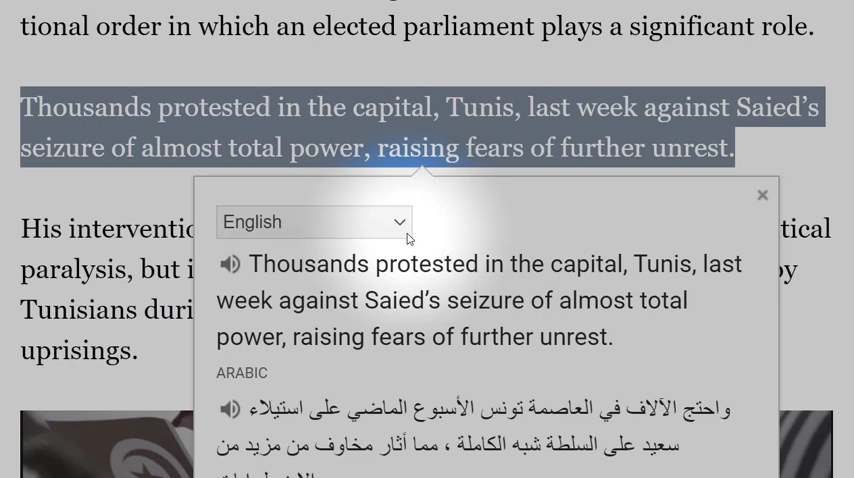 tional order in which an elected parliament plays a significant role.
Thousands protested in the capital, Tunis, last week against Saied’s
seizure of almost total power, raising fears of further unrest.
His interventio
tical
paralysis, but i
by
Tunisians duri
uprisings.
English
Thousands protested in the capital, Tunis, last
week against Saied’s seizure of almost total
power, raising fears of further unrest.
ARABIC
واحتج الآلاف في العاصمة تونس الأسبوع الماضي على استيلاء
سعيد على السلطة شبه الكاملة ، مما أثار مخاوف من مزيد من